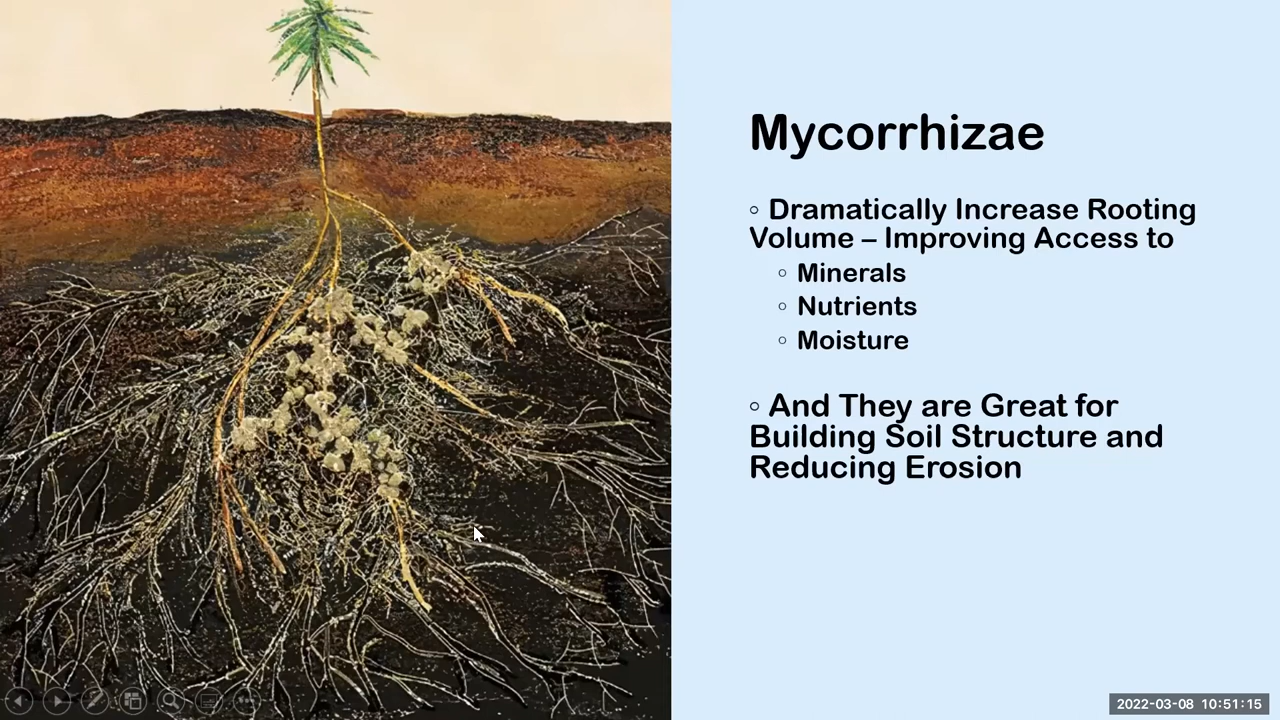 Mycorrhizae
◦ Dramatically Increase Rooting
Volume – Improving Access to
◦ Minerals
◦ Nutrients
◦ Moisture
◦ And They are Great for
Building Soil Structure and
Reducing Erosion
2022-03-08 10:51:15